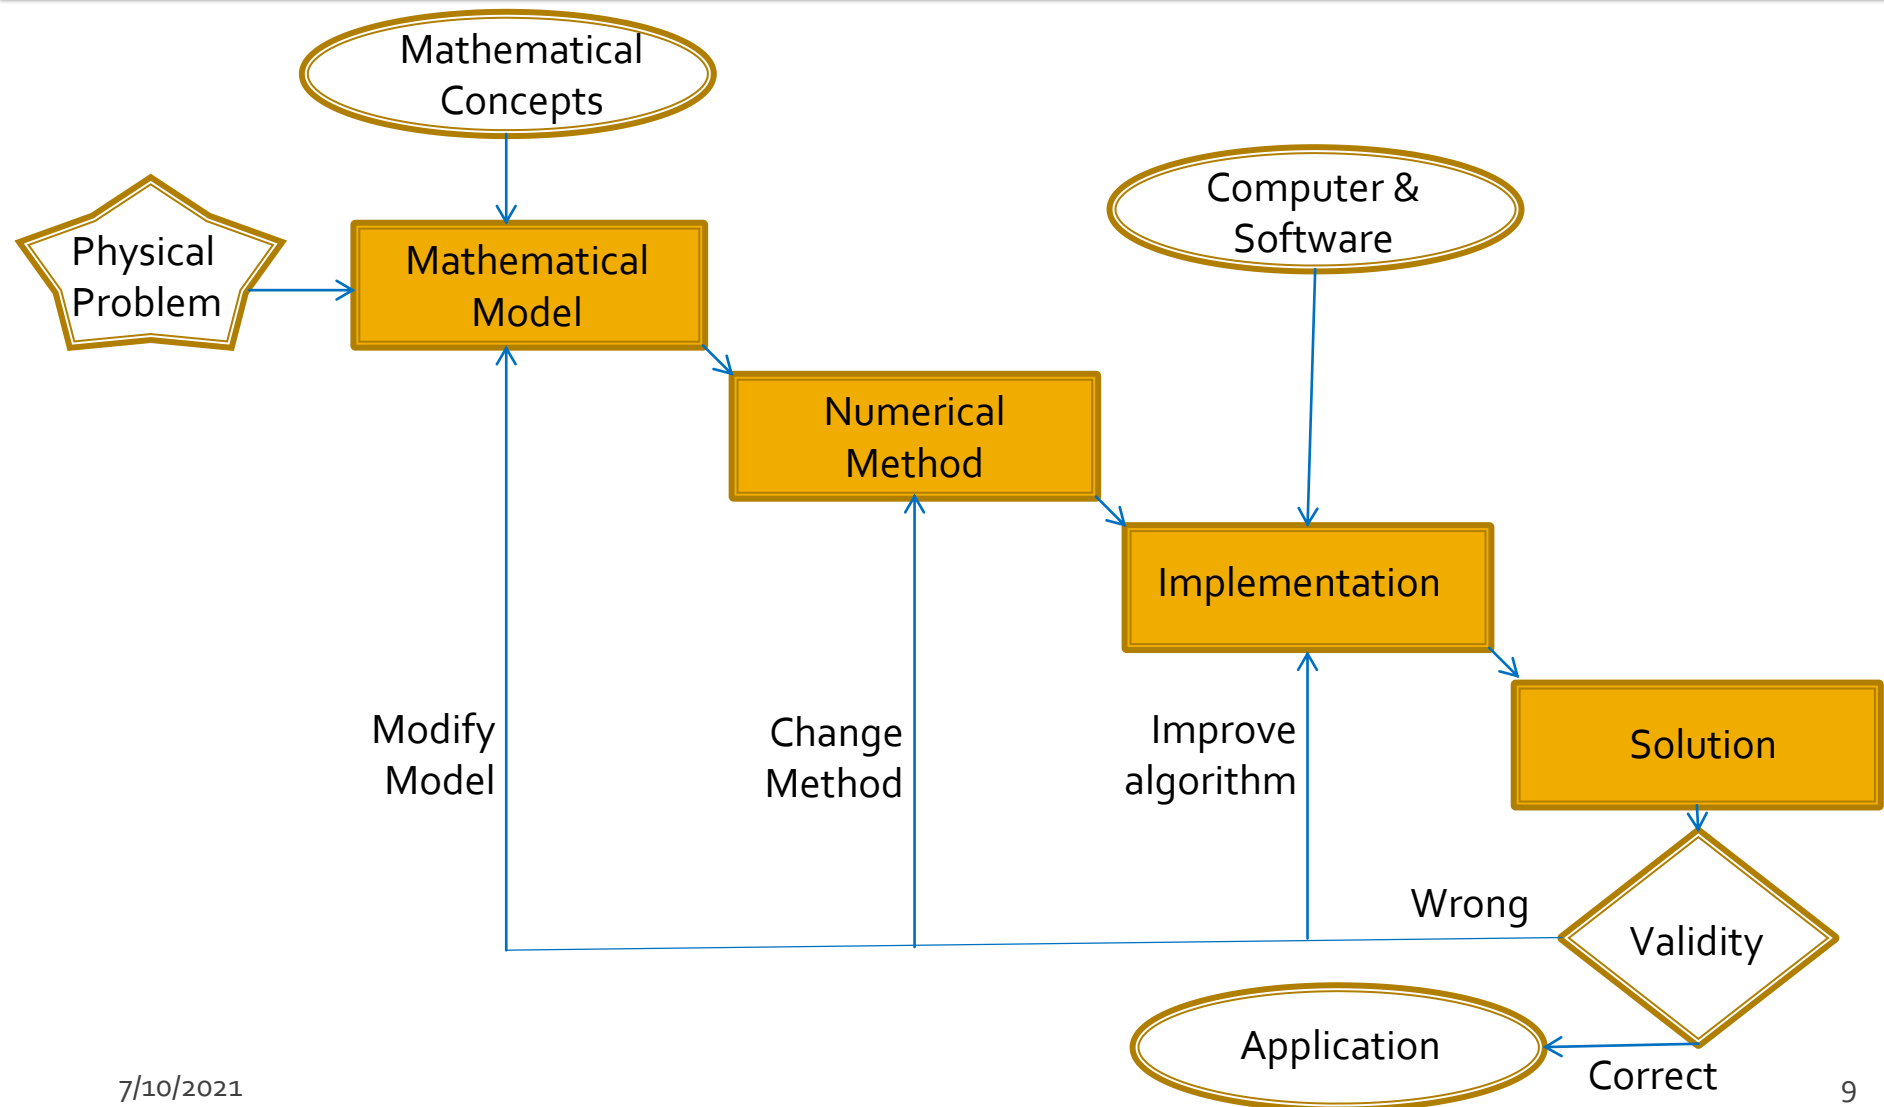 Mathematical
Concepts
Computer &
Software
Physical
Problem
Mathematical
Model
Numerical
Method
Implementation
Solution
Modify
Model
Change
Method
Improve
algorithm
Wrong
Validity
Application
Correct
7/10/2021
9